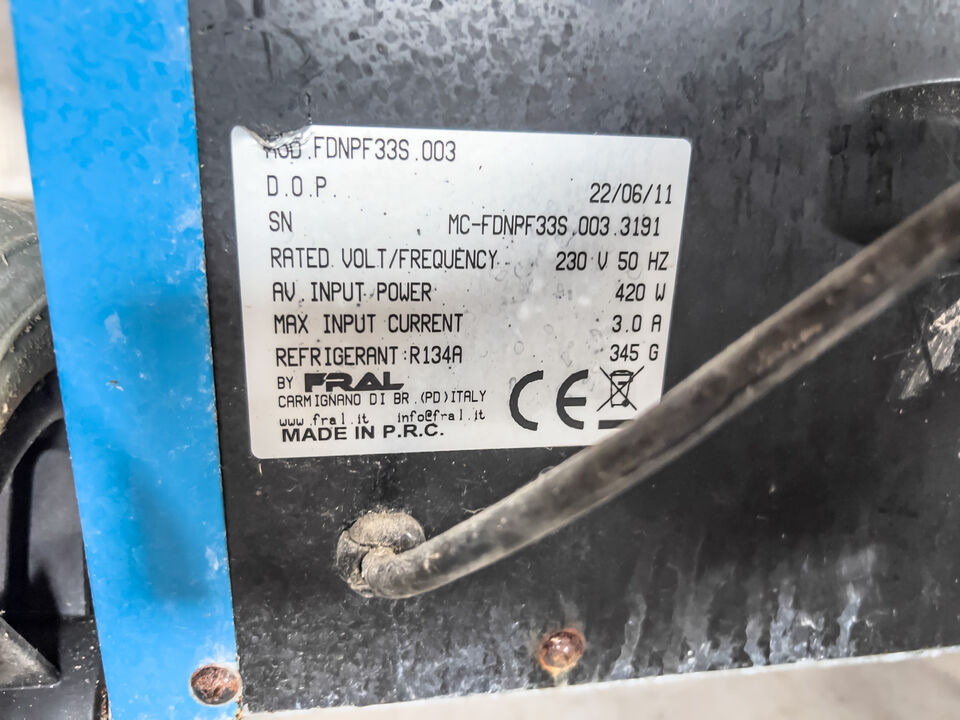 MOD.FDNPF33S.003
D.O.P. 22/06/11
SN MC-FDNPF33S.003.3191
RATED VOLT/FREQUENCY 230 V 50 HZ
AV.INPUT POWER 420 W
MAX INPUT CURRENT 3.0 A
REFRIGERANT:R134A 345 G
BY FRAL
CARMIGNANO DI BR.(PD)ITALY
www.fral.it info@fral.it
MADE IN P.R.C.
CE